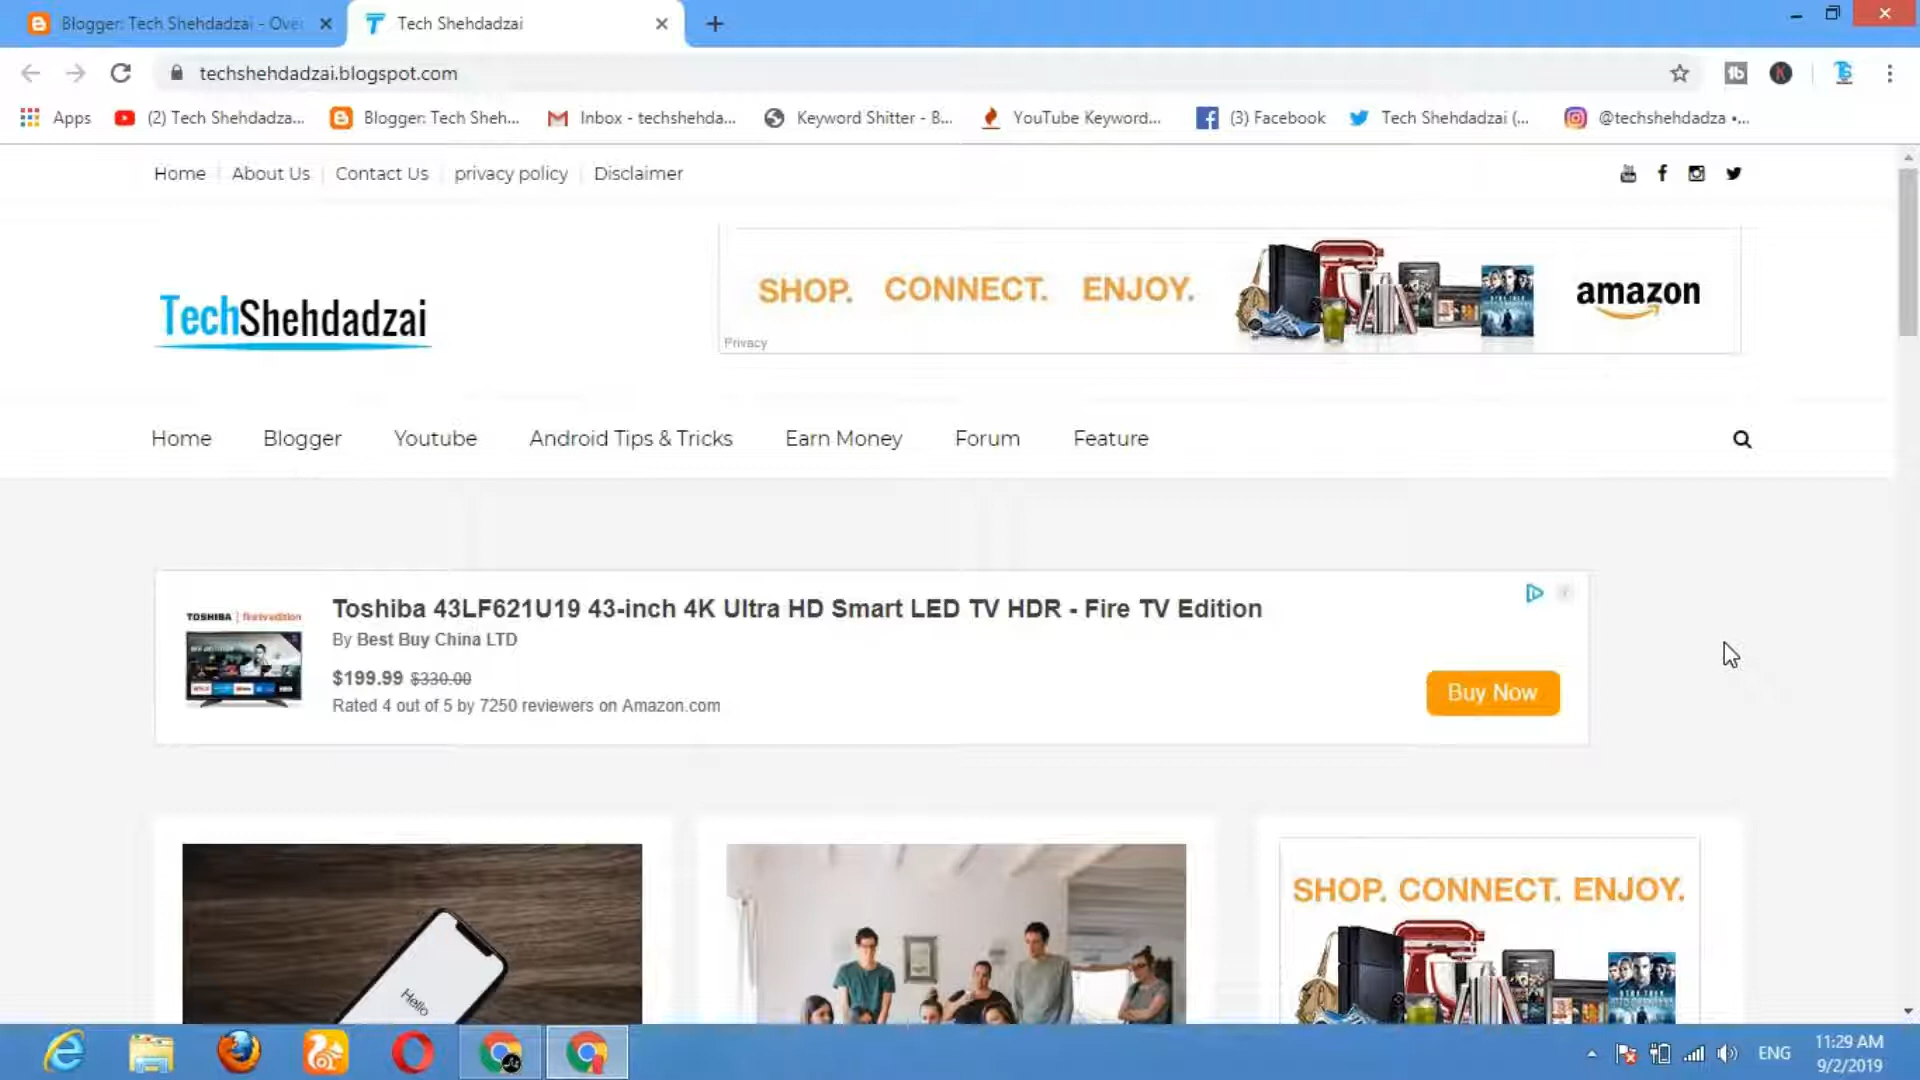 Blogger: Tech Shehdadzai - Over
Tech Shehdadzai
techshehdadzai.blogspot.com
Apps
(2) Tech Shehdadza...
Blogger: Tech Sheh...
Inbox - techshehda...
Keyword Shitter - B...
YouTube Keyword...
(3) Facebook
Tech Shehdadzai (...
@techshehdadza •...
Home
About Us
Contact Us
privacy policy
Disclaimer
TechShehdadzai
SHOP. CONNECT. ENJOY.
amazon
Privacy
Home
Blogger
Youtube
Android Tips & Tricks
Earn Money
Forum
Feature
TOSHIBA | firetv edition
Toshiba 43LF621U19 43-inch 4K Ultra HD Smart LED TV HDR - Fire TV Edition
By Best Buy China LTD
$199.99 $330.00
Rated 4 out of 5 by 7250 reviewers on Amazon.com
Buy Now
Hello
SHOP. CONNECT. ENJOY.
ENG
11:29 AM
9/2/2019